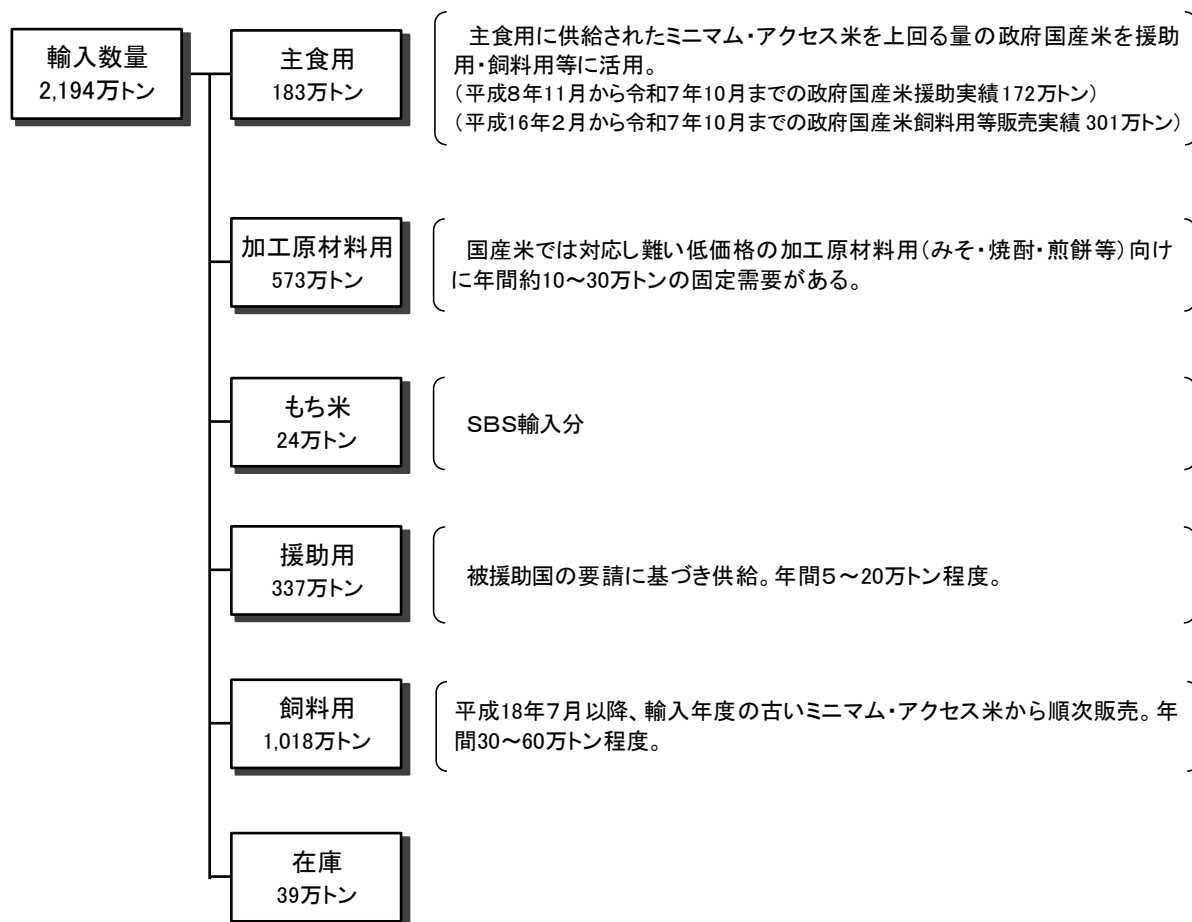 輸入数量
2,194万トン
主食用
183万トン
主食用に供給されたミニマム・アクセス米を上回る量の政府国産米を援助
用・飼料用等に活用。
(平成8年11月から令和7年10月までの政府国産米援助実績 172万トン)
(平成16年2月から令和7年10月までの政府国産米飼料用等販売実績 301万トン)
加工原材料用
573万トン
国産米では対応し難い低価格の加工原材料用(みそ・焼酎・煎餅等)向け
に年間約10～30万トンの固定需要がある。
もち米
24万トン
SBS輸入分
援助用
337万トン
被援助国の要請に基づき供給。年間5～20万トン程度。
飼料用
1,018万トン
平成18年7月以降、輸入年度の古いミニマム・アクセス米から順次販売。年
間30～60万トン程度。
在庫
39万トン